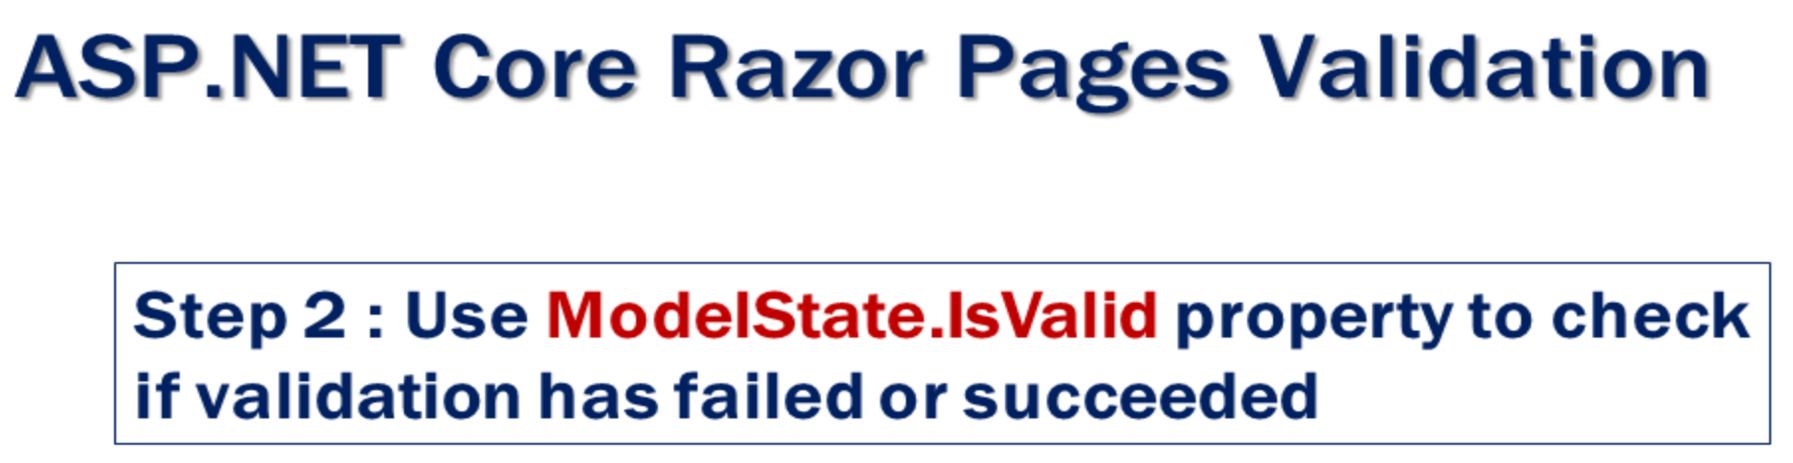 ASP.NET Core Razor Pages Validation
Step 2 : Use ModelState.IsValid property to check
if validation has failed or succeeded